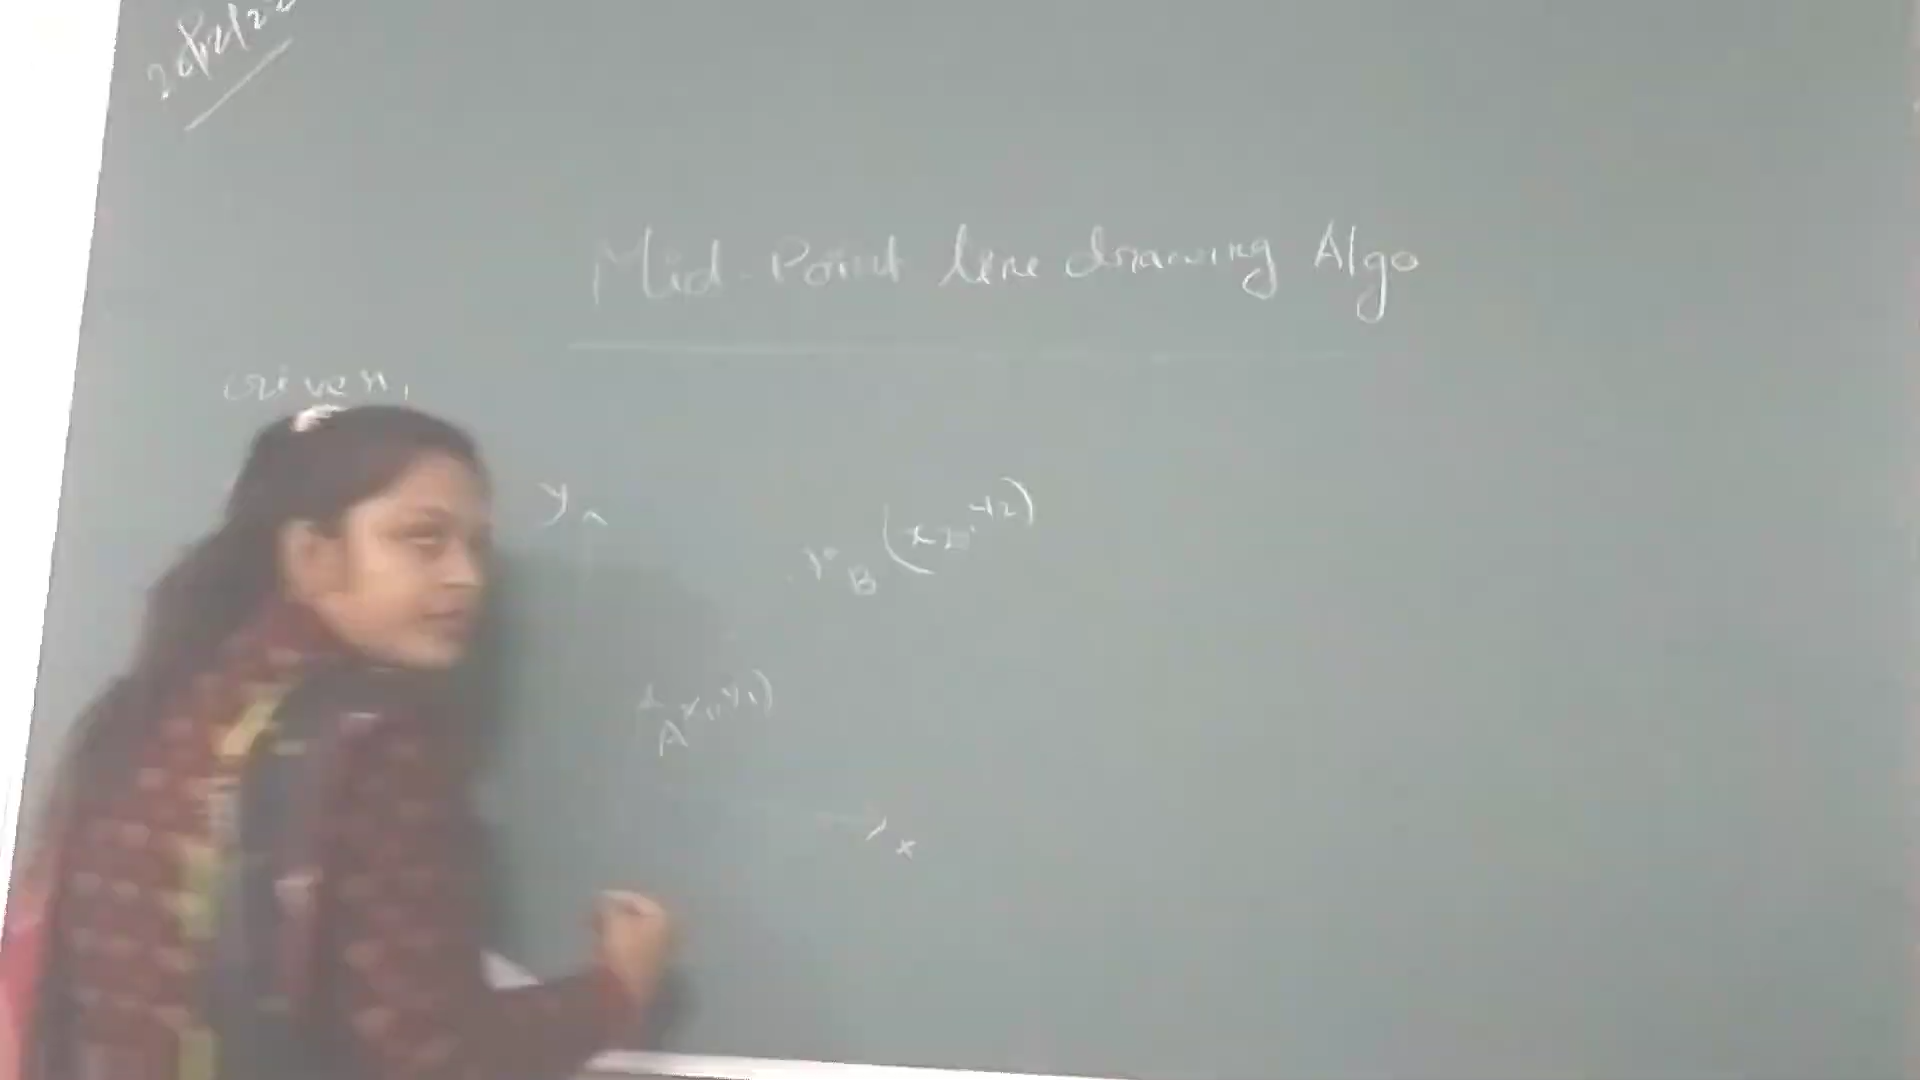 Mid-Point line drawing Algo
Given,
y
B (x2, y2)
A (x1, y1)
x